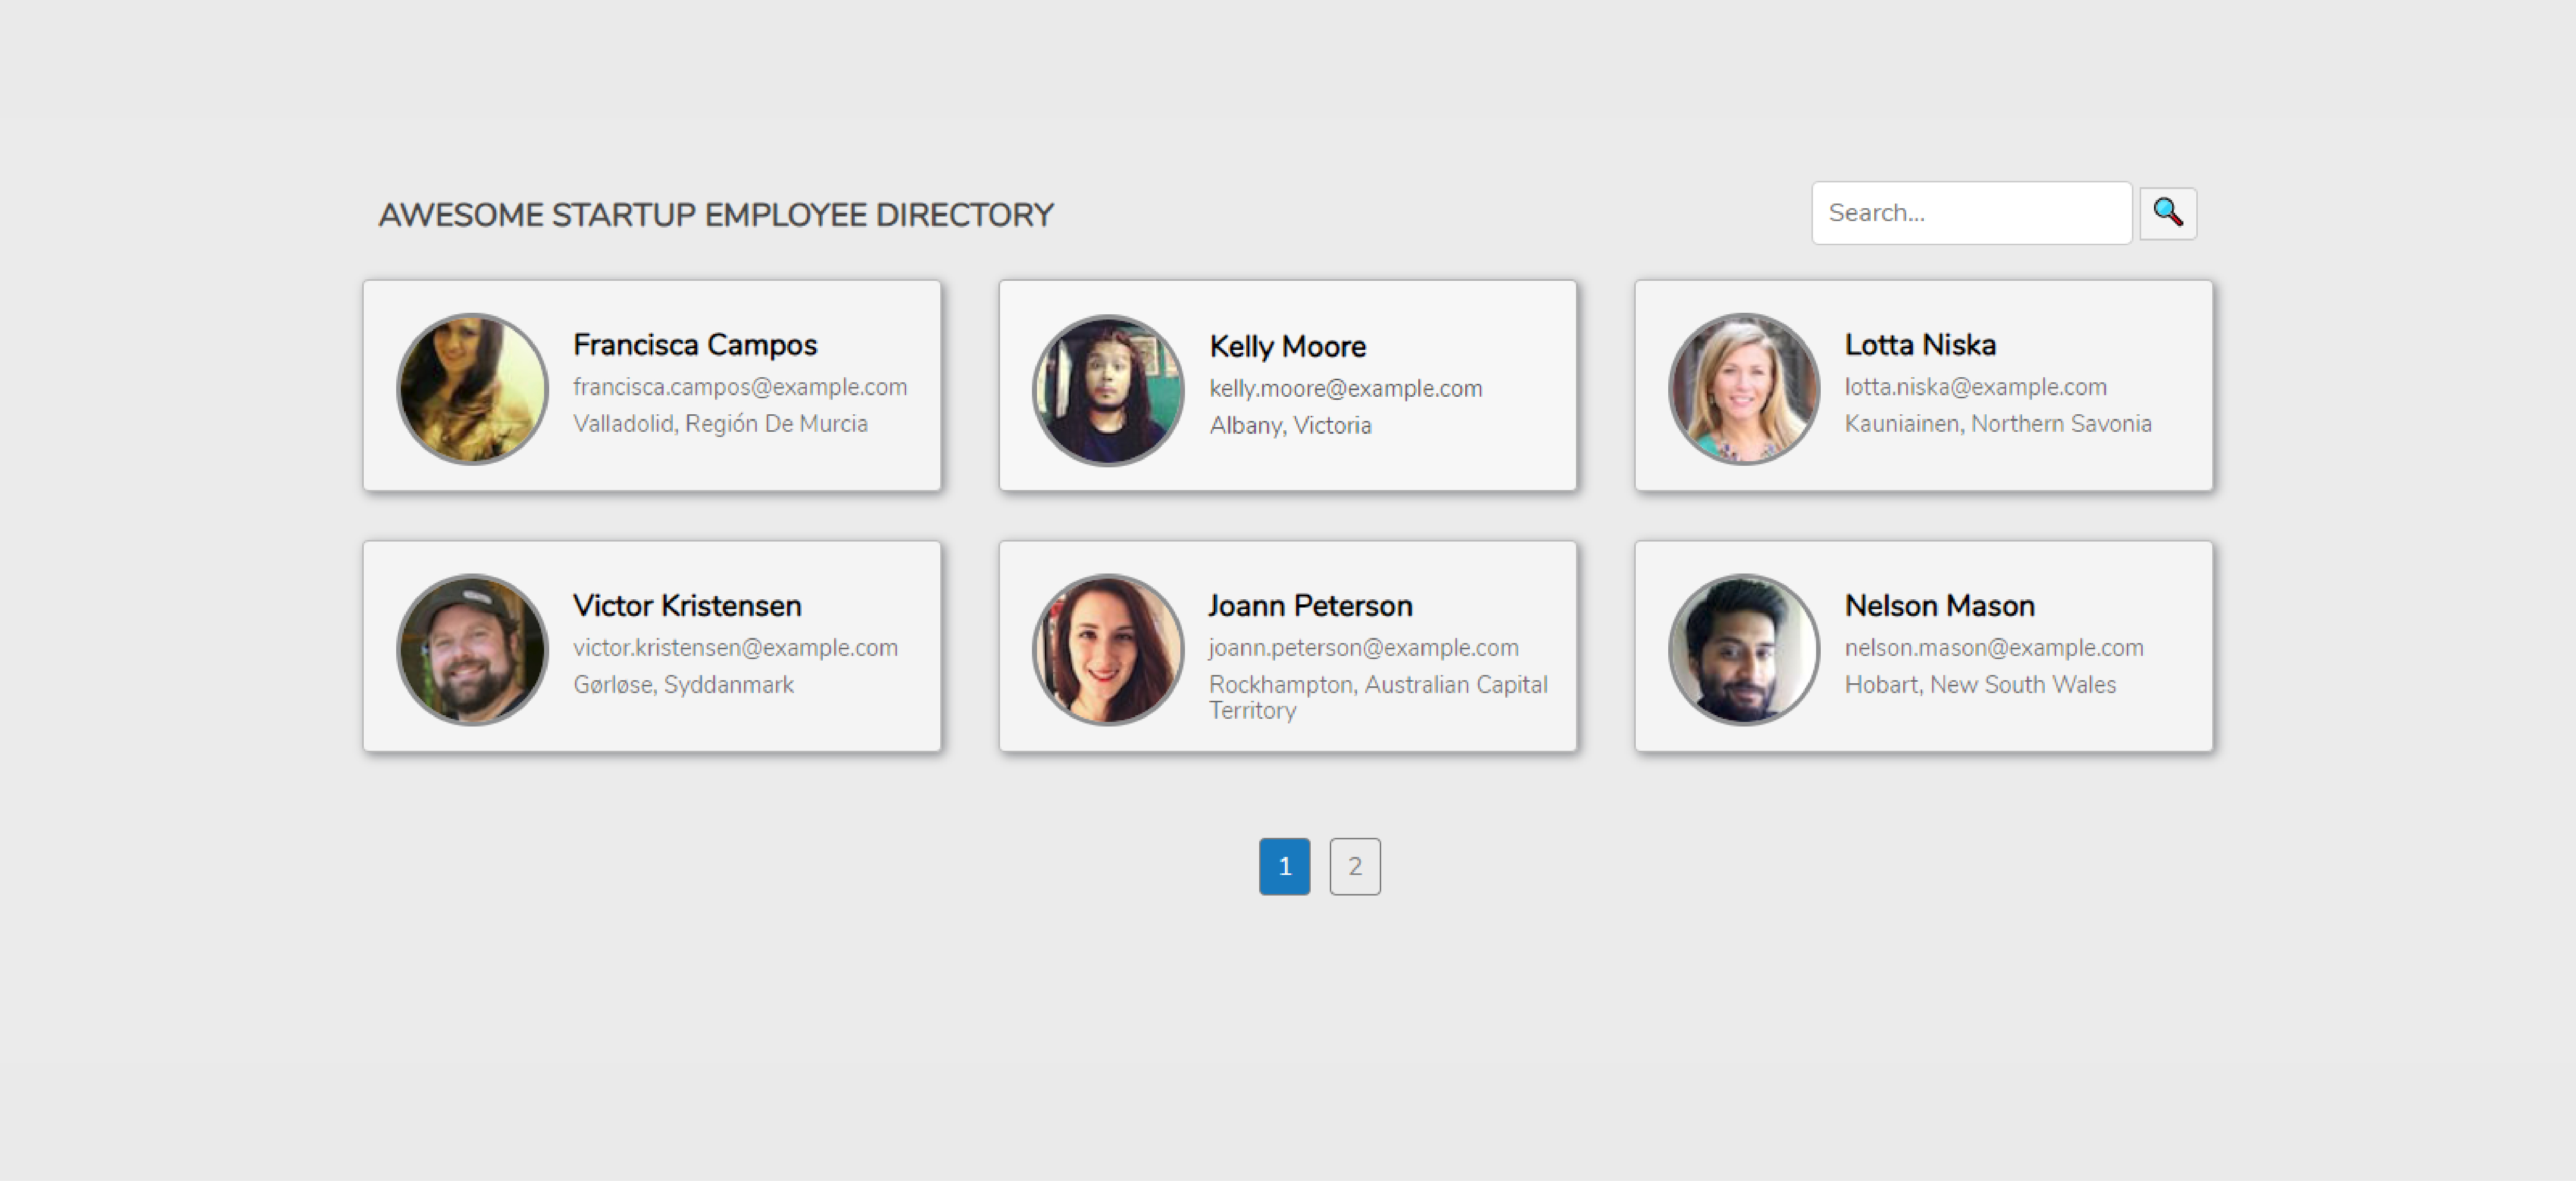 AWESOME STARTUP EMPLOYEE DIRECTORY
Search...
Francisca Campos
francisca.campos@example.com
Valladolid, Región De Murcia
Kelly Moore
kelly.moore@example.com
Albany, Victoria
Lotta Niska
lotta.niska@example.com
Kauniainen, Northern Savonia
Victor Kristensen
victor.kristensen@example.com
Gørløse, Syddanmark
Joann Peterson
joann.peterson@example.com
Rockhampton, Australian Capital
Territory
Nelson Mason
nelson.mason@example.com
Hobart, New South Wales
1 2